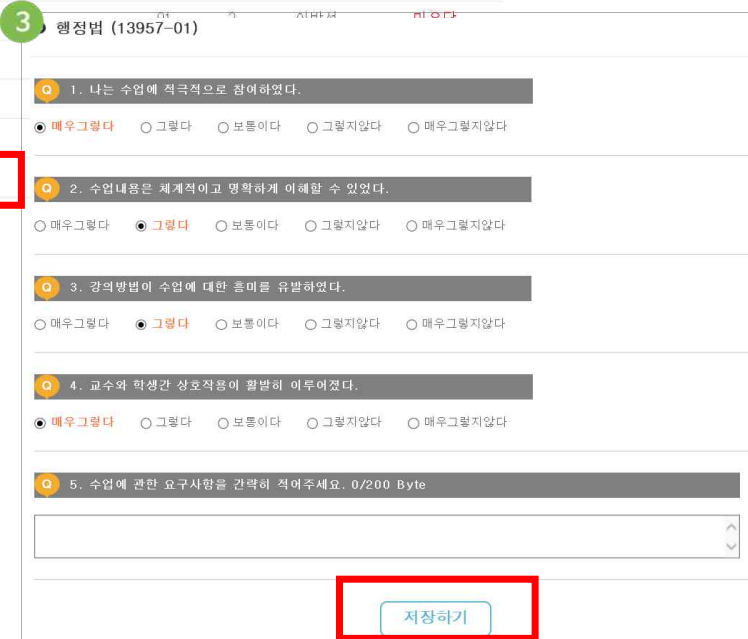 3
행정법 (13957-01)
Q 1. 나는 수업에 적극적으로 참여하였다.
매우그렇다 그렇다 보통이다 그렇지않다 매우그렇지않다
Q 2. 수업내용은 체계적이고 명확하게 이해할 수 있었다.
매우그렇다 그렇다 보통이다 그렇지않다 매우그렇지않다
Q 3. 강의방법이 수업에 대한 흥미를 유발하였다.
매우그렇다 그렇다 보통이다 그렇지않다 매우그렇지않다
Q 4. 교수와 학생간 상호작용이 활발히 이루어졌다.
매우그렇다 그렇다 보통이다 그렇지않다 매우그렇지않다
Q 5. 수업에 관한 요구사항을 간략히 적어주세요. 0/200 Byte
저장하기